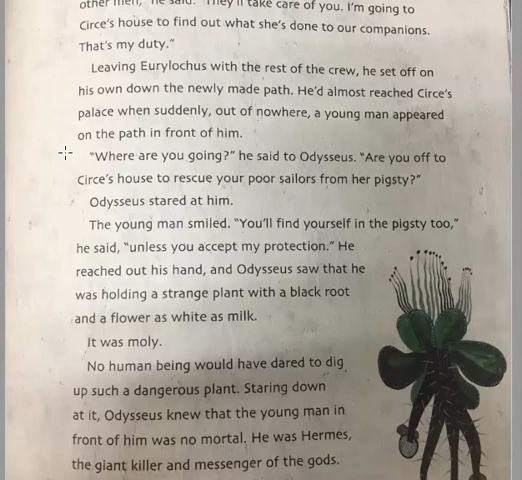 other men," he said. "They'll take care of you. I'm going to
Circe's house to find out what she's done to our companions.
That's my duty."
Leaving Eurylochus with the rest of the crew, he set off on
his own down the newly made path. He'd almost reached Circe's
palace when suddenly, out of nowhere, a young man appeared
on the path in front of him.
"Where are you going?" he said to Odysseus. "Are you off to
Circe's house to rescue your poor sailors from her pigsty?"
Odysseus stared at him.
The young man smiled. "You'll find yourself in the pigsty too,"
he said, "unless you accept my protection." He
reached out his hand, and Odysseus saw that he
was holding a strange plant with a black root
and a flower as white as milk.
It was moly.
No human being would have dared to dig
up such a dangerous plant. Staring down
at it, Odysseus knew that the young man in
front of him was no mortal. He was Hermes,
the giant killer and messenger of the gods.